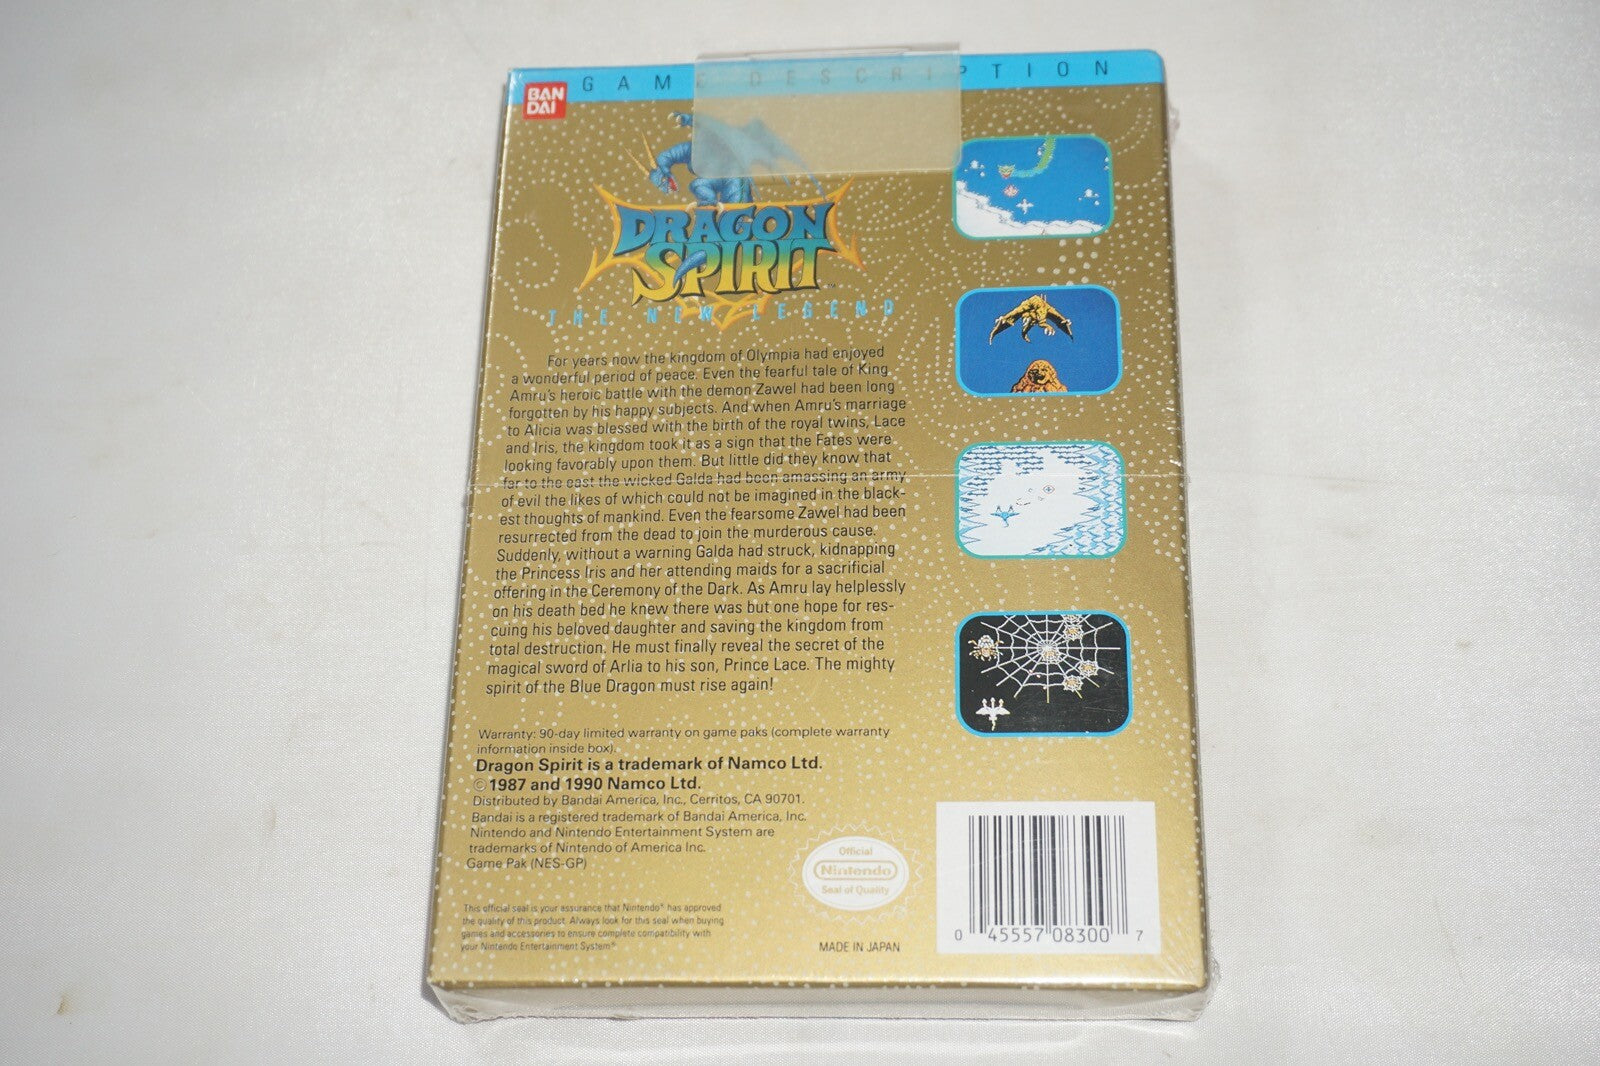 GAME DESCRIPTION
BAN
DAI
DRAGON
SPIRIT
THE NEW LEGEND
For years now the kingdom of Olympia had enjoyed
a wonderful period of peace. Even the fearful tale of King
Amru's heroic battle with the demon Zawel had been long
forgotten by his happy subjects. And when Amru's marriage
to Alicia was blessed with the birth of the royal twins, Lace
and Iris, the kingdom took it as a sign that the Fates were
looking favorably upon them. But little did they know that
far to the east the wicked Galda had been amassing an army
of evil the likes of which could not be imagined in the black-
est thoughts of mankind. Even the fearsome Zawel had been
resurrected from the dead to join the murderous cause.
Suddenly, without a warning Galda had struck, kidnapping
the Princess Iris and her attending maids for a sacrificial
offering in the Ceremony of the Dark. As Amru lay helplessly
on his death bed he knew there was but one hope for res-
cuing his beloved daughter and saving the kingdom from
total destruction. He must finally reveal the secret of the
magical sword of Arlia to his son, Prince Lace. The mighty
spirit of the Blue Dragon must rise again!
Warranty: 90-day limited warranty on game paks (complete warranty
information inside box).
Dragon Spirit is a trademark of Namco Ltd.
© 1987 and 1990 Namco Ltd.
Distributed by Bandai America, Inc., Cerritos, CA 90701.
Bandai is a registered trademark of Bandai America, Inc.
Nintendo and Nintendo Entertainment System are
trademarks of Nintendo of America Inc.
Game Pak (NES-GP)
This official seal is your assurance that Nintendo® has approved
the quality of this product. Always look for this seal when buying
games and accessories to ensure complete compatibility with
your Nintendo Entertainment System®
Official
Nintendo
Seal of Quality
MADE IN JAPAN
0 45557 08300 7